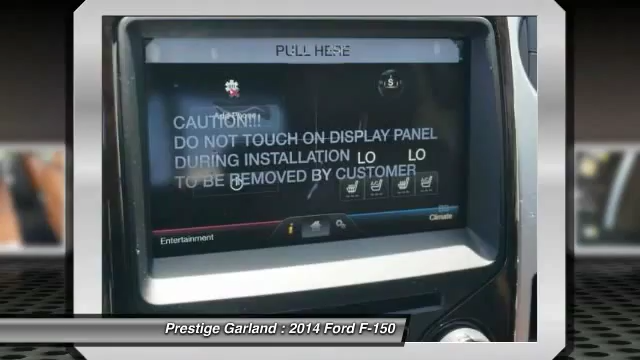 PULL HERE
CAUTION!!!
DO NOT TOUCH ON DISPLAY PANEL
DURING INSTALLATION
LO LO
TO BE REMOVED BY CUSTOMER
Climate
Entertainment
Prestige Garland : 2014 Ford F-150